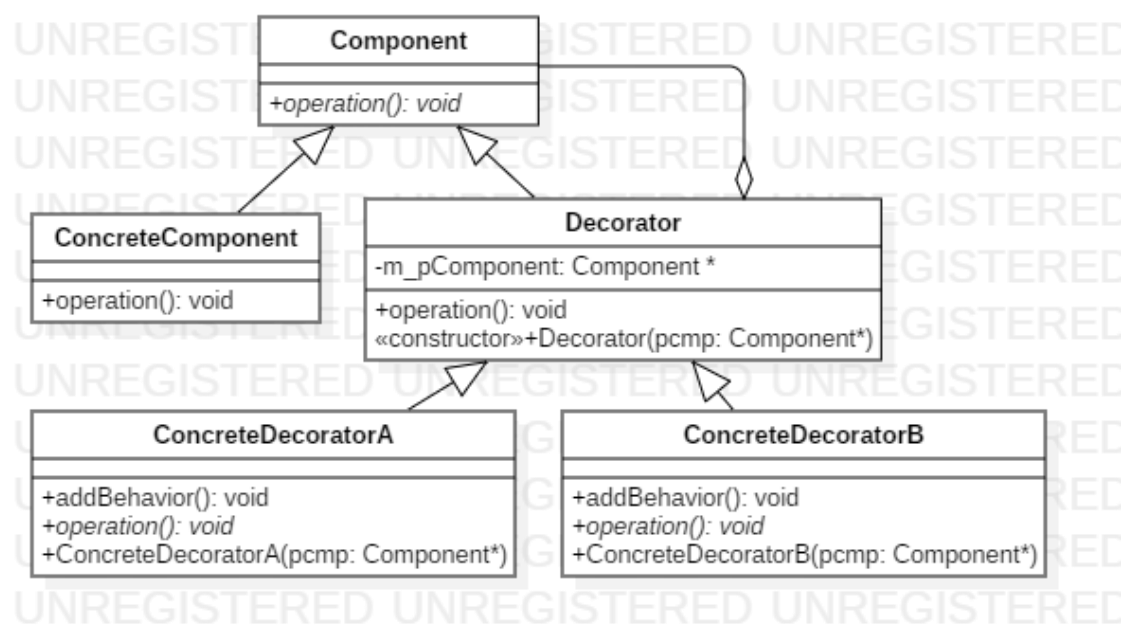 Component
+operation(): void
ConcreteComponent
+operation(): void
Decorator
-m_pComponent: Component *
+operation(): void
«constructor»+Decorator(pcmp: Component*)
ConcreteDecoratorA
+addBehavior(): void
+operation(): void
+ConcreteDecoratorA(pcmp: Component*)
ConcreteDecoratorB
+addBehavior(): void
+operation(): void
+ConcreteDecoratorB(pcmp: Component*)
UNREGISTERED